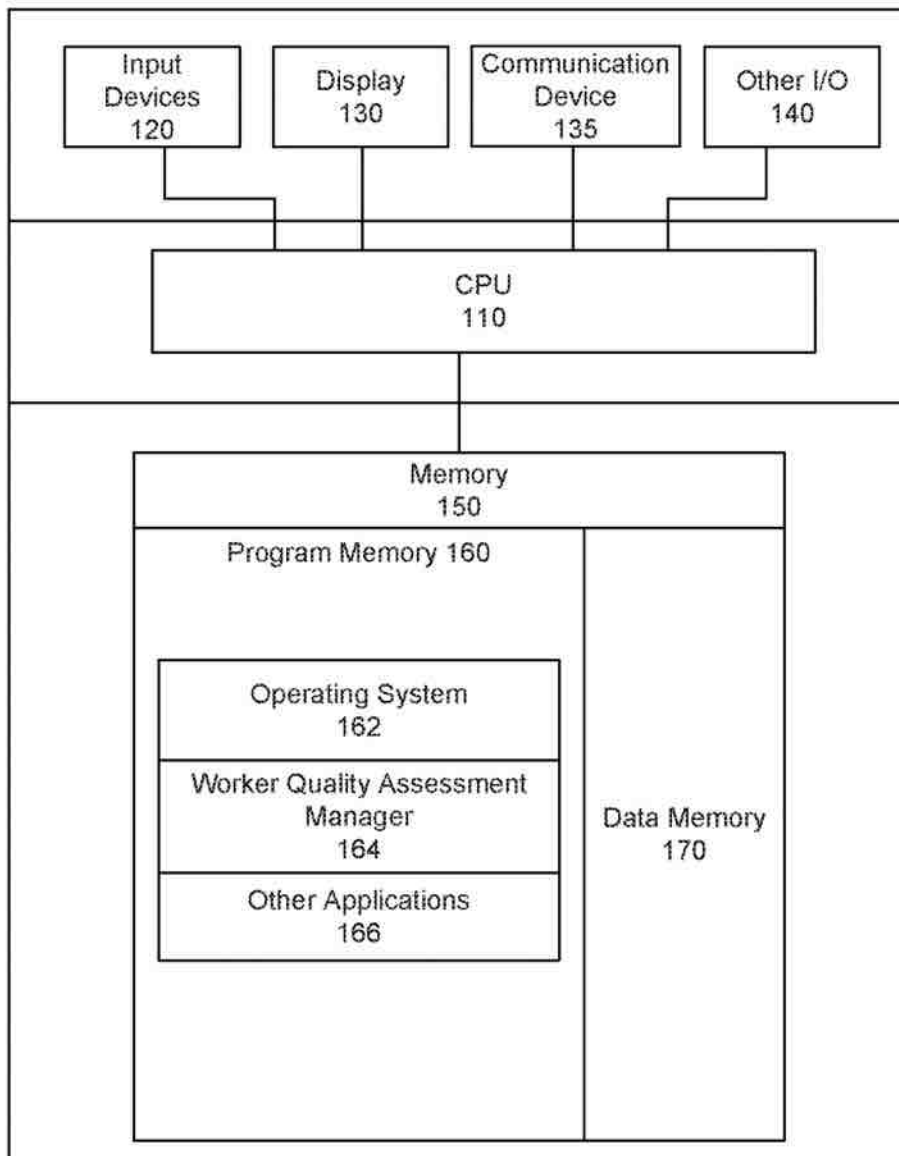 Input
Devices
120
Display
130
Communication
Device
135
Other I/O
140
CPU
110
Memory
150
Program Memory 160
Operating System
162
Worker Quality Assessment
Manager
164
Other Applications
166
Data Memory
170